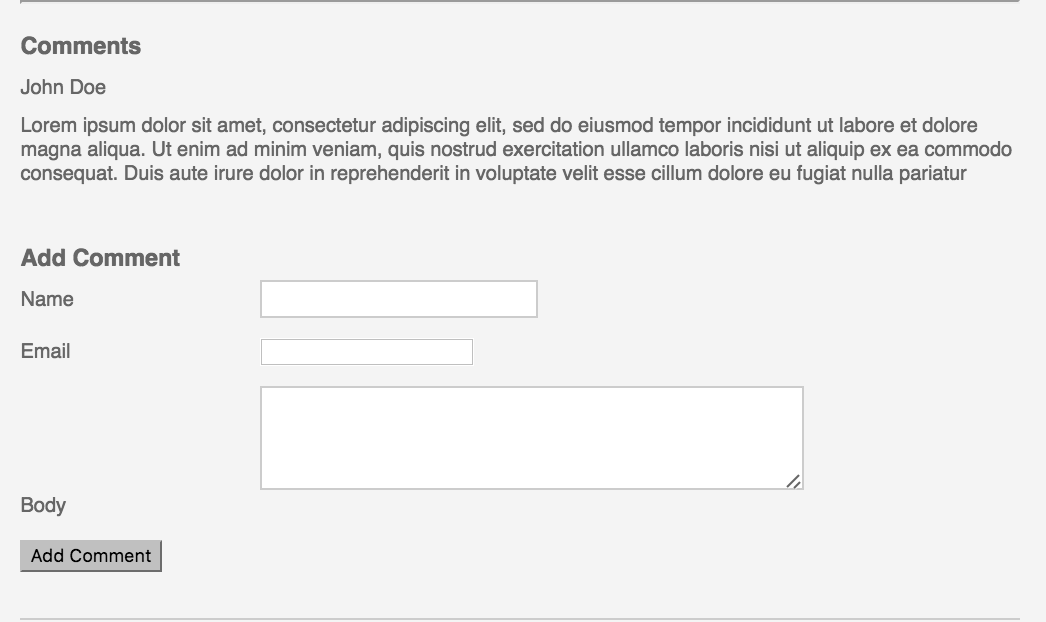 Comments
John Doe
Lorem ipsum dolor sit amet, consectetur adipiscing elit, sed do eiusmod tempor incididunt ut labore et dolore
magna aliqua. Ut enim ad minim veniam, quis nostrud exercitation ullamco laboris nisi ut aliquip ex ea commodo
consequat. Duis aute irure dolor in reprehenderit in voluptate velit esse cillum dolore eu fugiat nulla pariatur
Add Comment
Name
Email
Body
Add Comment